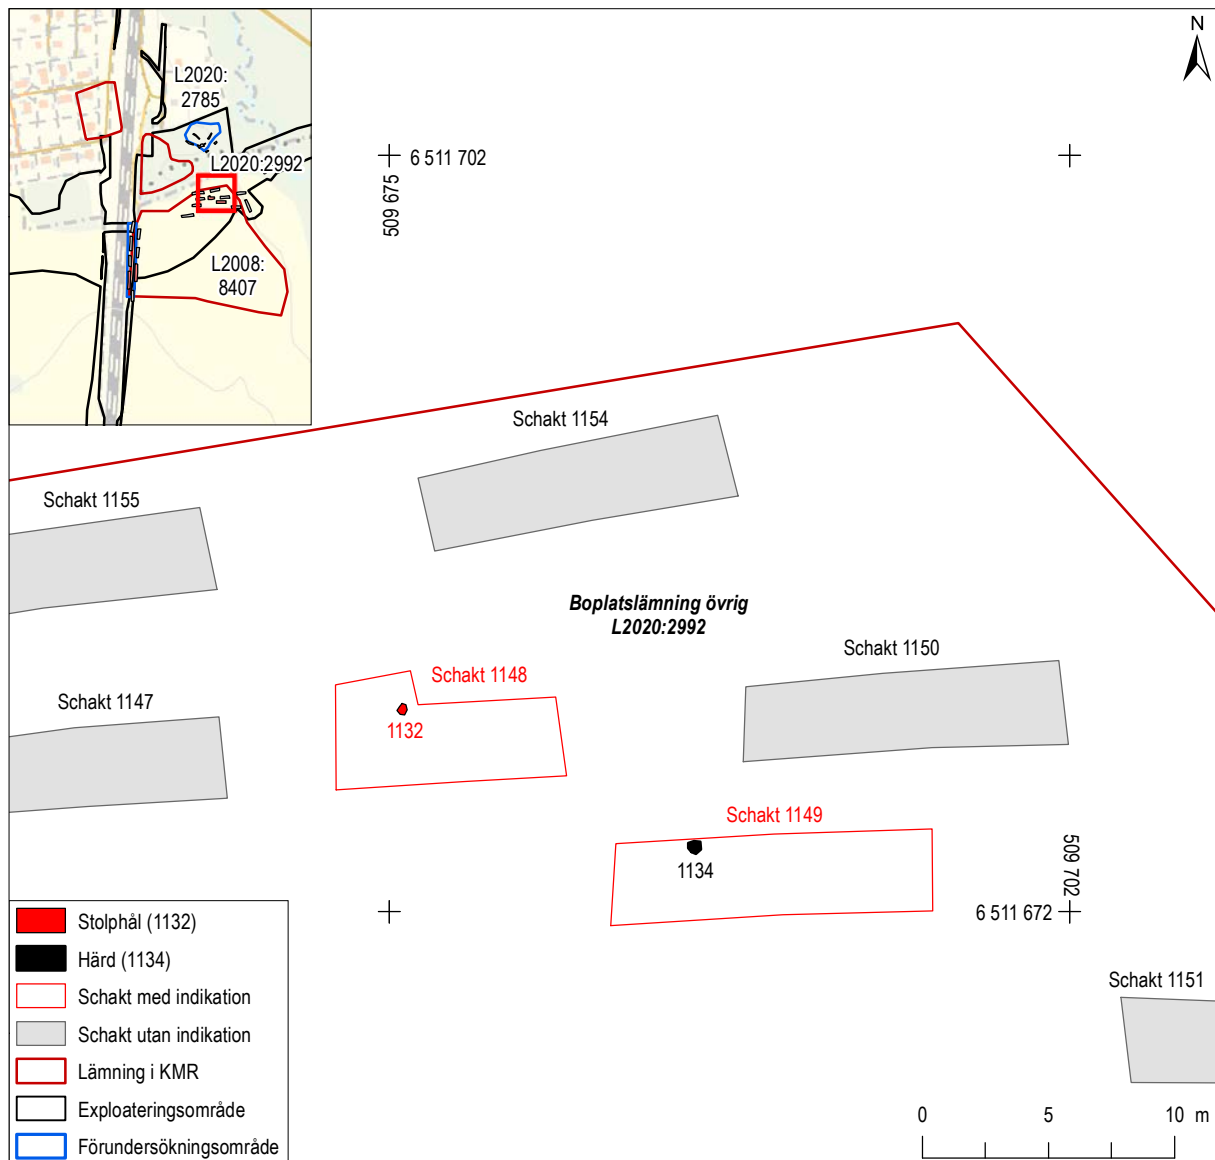 L2020:
2785
L2020:2992
L2008:
8407
N
6 511 702
509 675
Schakt 1154
Schakt 1155
Boplatslämning övrig
L2020:2992
Schakt 1150
Schakt 1148
Schakt 1147
1132
Schakt 1149
1134
509 702
6 511 672
Schakt 1151
Stolphål (1132)
Härd (1134)
Schakt med indikation
Schakt utan indikation
Lämning i KMR
Exploateringsområde
Förundersökningsområde
0 5 10 m